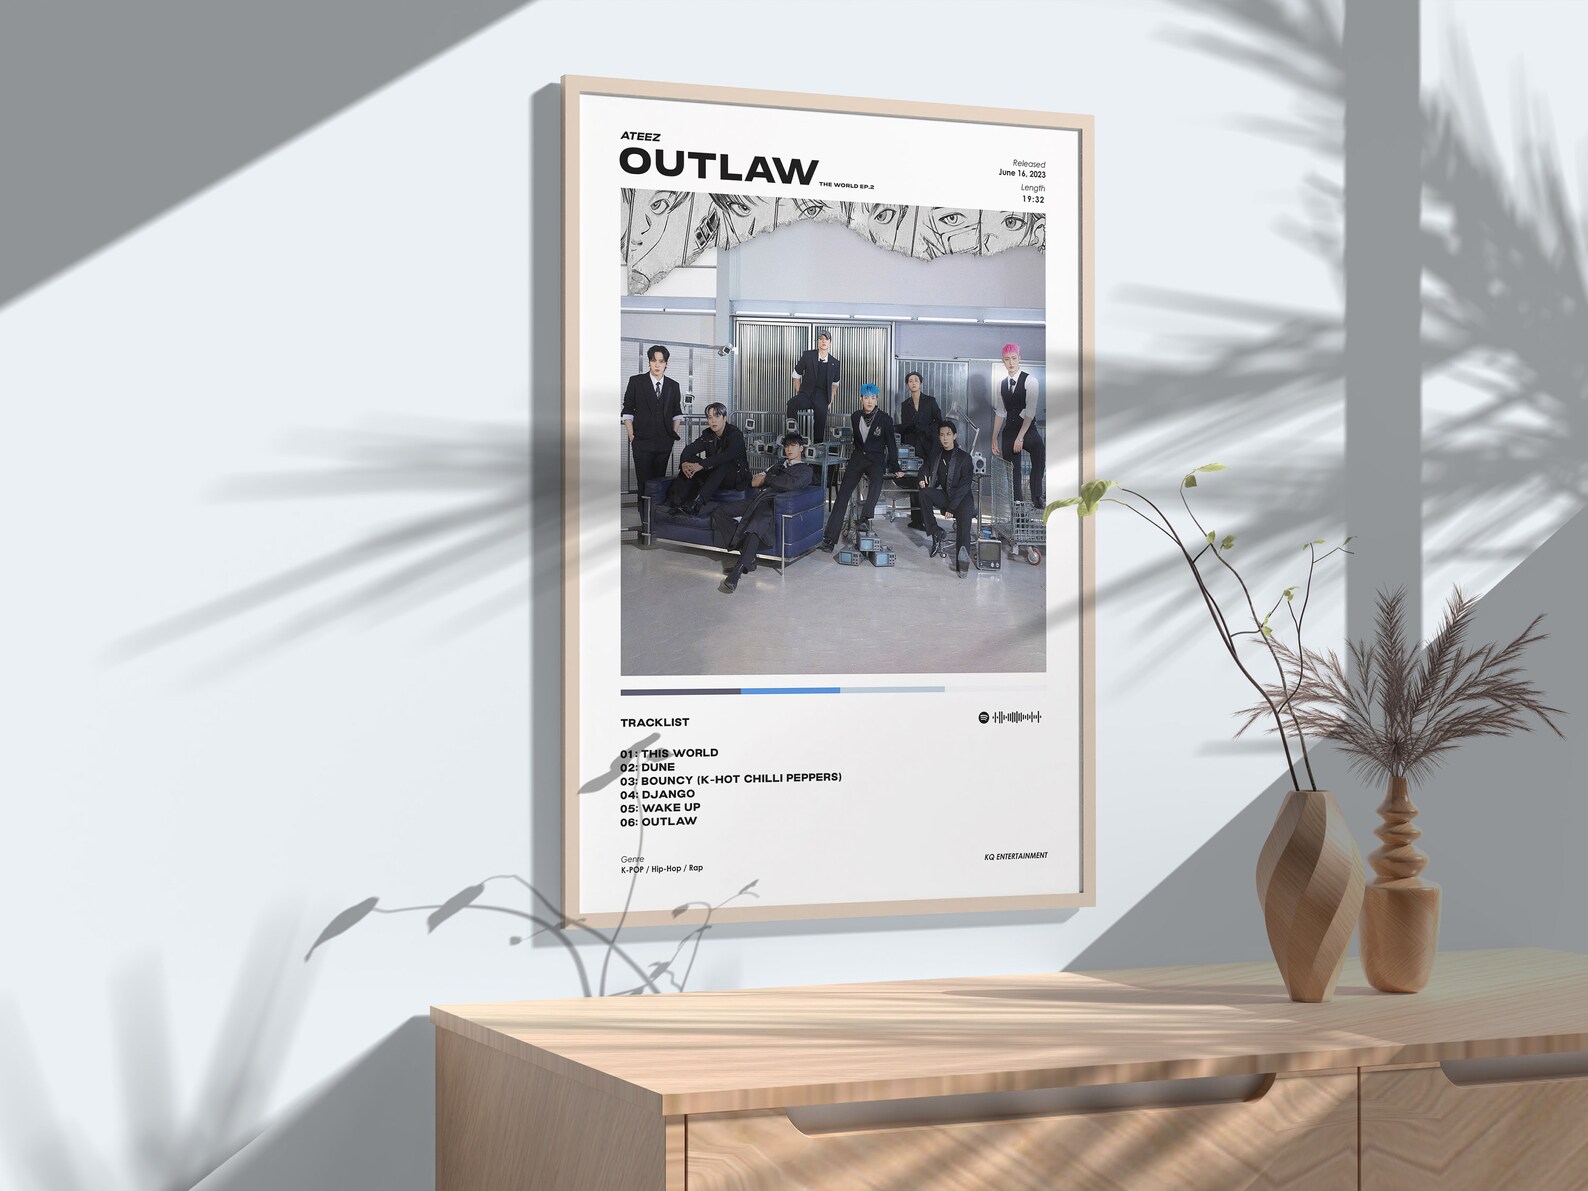 ATEEZ
OUTLAW THE WORLD EP.2
Released
June 16, 2023
Length
19:32
TRACKLIST
01: THIS WORLD
02: DUNE
03: BOUNCY (K-HOT CHILLI PEPPERS)
04: DJANGO
05: WAKE UP
06: OUTLAW
Genre
K-POP / Hip-Hop / Rap
KQ ENTERTAINMENT